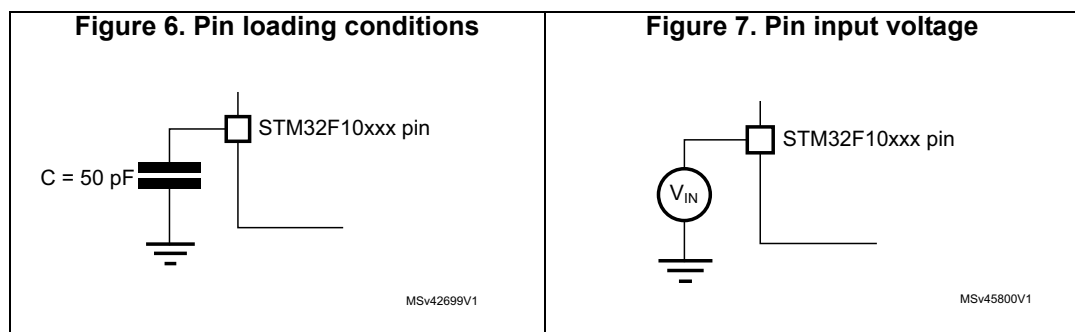 Figure 6. Pin loading conditions
STM32F10xxx pin
C = 50 pF
MSv42699V1
Figure 7. Pin input voltage
STM32F10xxx pin
VIN
MSv45800V1